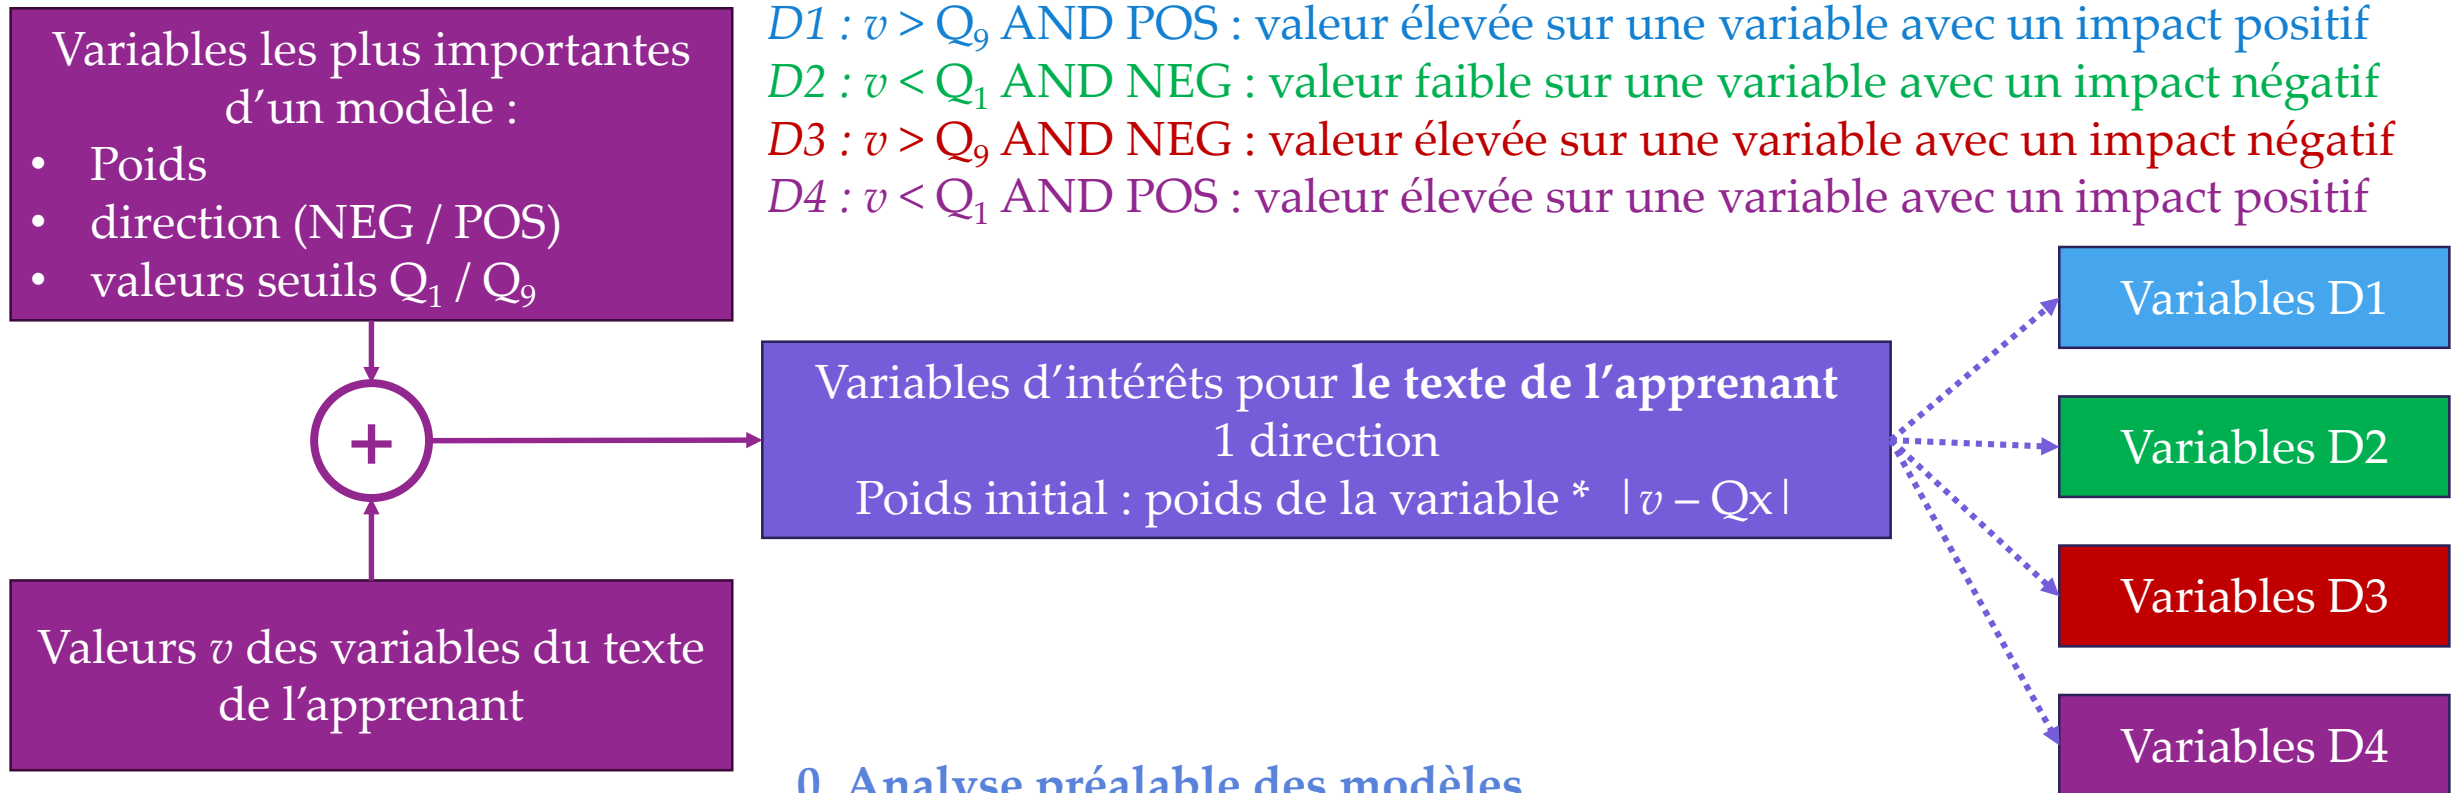 Variables les plus importantes
d’un modèle :
• Poids
• direction (NEG / POS)
• valeurs seuils Q₁ / Q₉
D1 : v > Q₉ AND POS : valeur élevée sur une variable avec un impact positif
D2 : v < Q₁ AND NEG : valeur faible sur une variable avec un impact négatif
D3 : v > Q₉ AND NEG : valeur élevée sur une variable avec un impact négatif
D4 : v < Q₁ AND POS : valeur élevée sur une variable avec un impact positif
+
Valeurs v des variables du texte
de l’apprenant
Variables d’intérêts pour le texte de l’apprenant
1 direction
Poids initial : poids de la variable * |v – Qx|
Variables D1
Variables D2
Variables D3
Variables D4
0. Analyse préalable des modèles